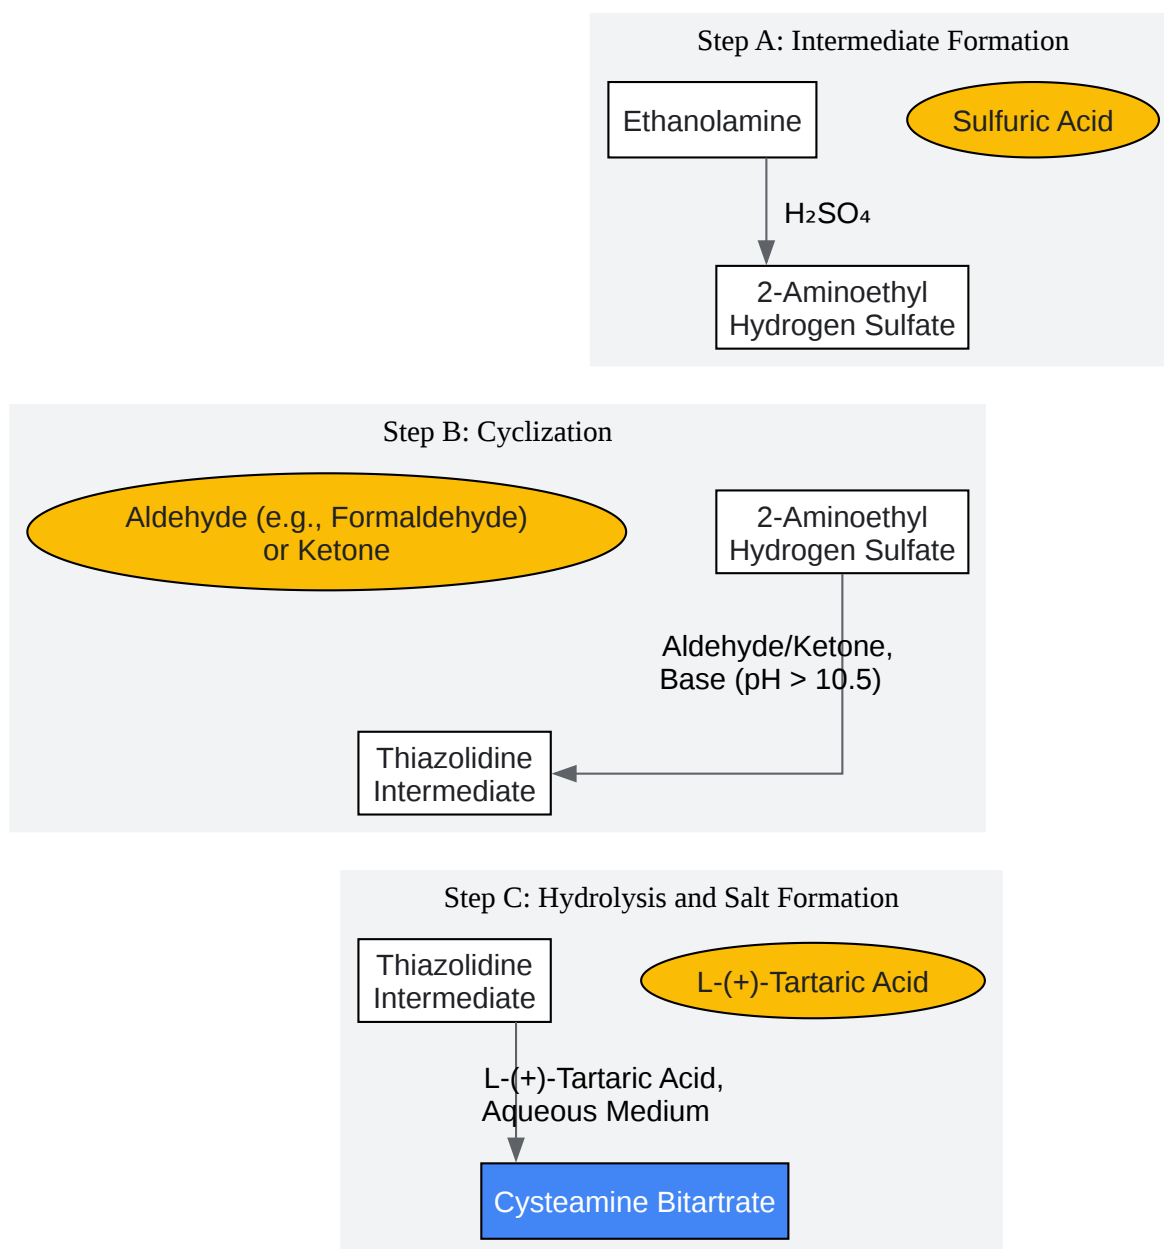 Step A: Intermediate Formation
Ethanolamine
Sulfuric Acid
H₂SO₄
2-Aminoethyl
Hydrogen Sulfate
Step B: Cyclization
Aldehyde (e.g., Formaldehyde)
or Ketone
2-Aminoethyl
Hydrogen Sulfate
Aldehyde/Ketone,
Base (pH > 10.5)
Thiazolidine
Intermediate
Step C: Hydrolysis and Salt Formation
Thiazolidine
Intermediate
L-(+)-Tartaric Acid
L-(+)-Tartaric Acid,
Aqueous Medium
Cysteamine Bitartrate